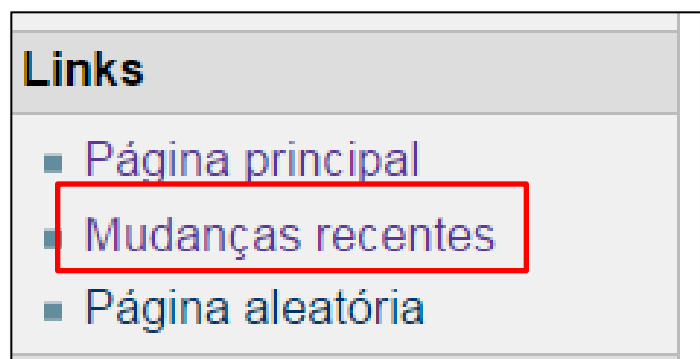 Links
Página principal
Mudanças recentes
Página aleatória